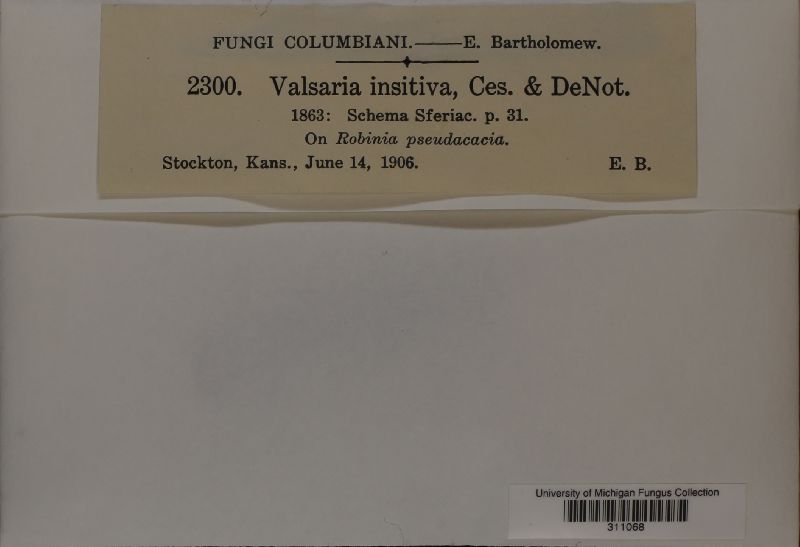 FUNGI COLUMBIANI.——E. Bartholomew.
2300. Valsaria insitiva, Ces. & DeNot.
1863: Schema Sferiac. p. 31.
On Robinia pseudacacia.
Stockton, Kans., June 14, 1906. E. B.
University of Michigan Fungus Collection
311068